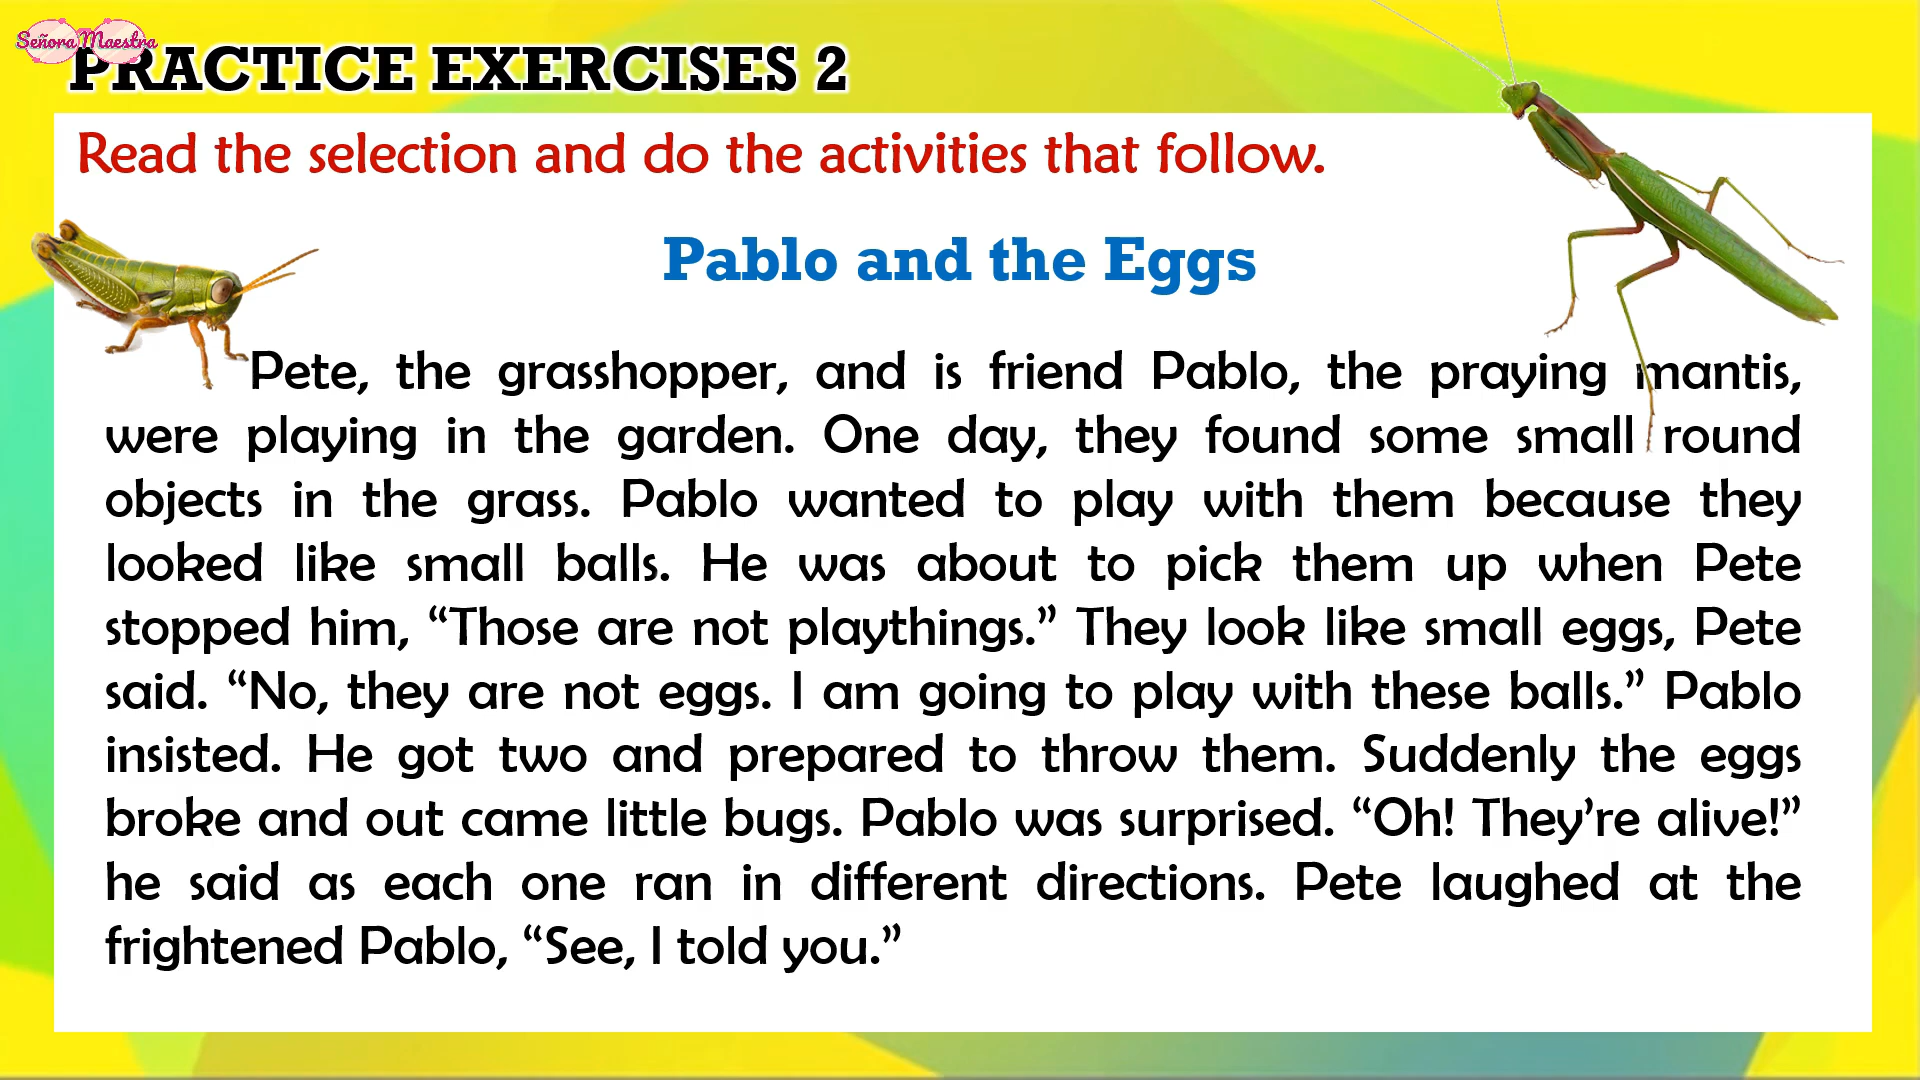 Señora Maestra
PRACTICE EXERCISES 2
Read the selection and do the activities that follow.
Pablo and the Eggs
Pete, the grasshopper, and is friend Pablo, the praying mantis,
were playing in the garden. One day, they found some small round
objects in the grass. Pablo wanted to play with them because they
looked like small balls. He was about to pick them up when Pete
stopped him, “Those are not playthings.” They look like small eggs, Pete
said. “No, they are not eggs. I am going to play with these balls.” Pablo
insisted. He got two and prepared to throw them. Suddenly the eggs
broke and out came little bugs. Pablo was surprised. “Oh! They’re alive!”
he said as each one ran in different directions. Pete laughed at the
frightened Pablo, “See, I told you.”